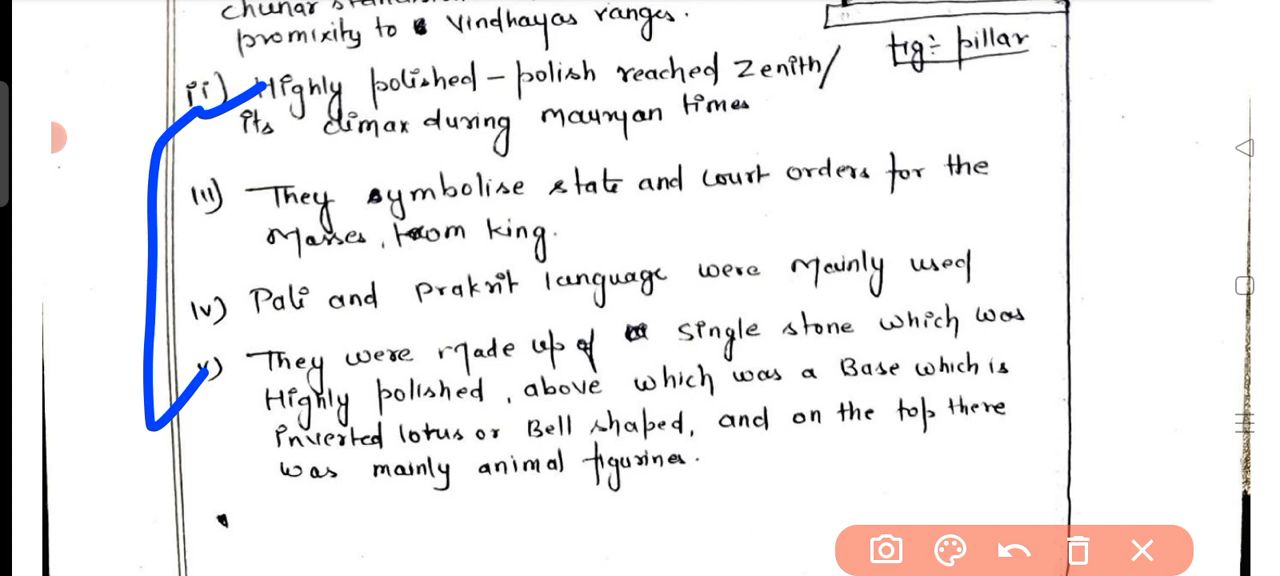 chunar
promixity to Vindhayas ranges.
fig:- pillar
ii) Highly polished – polish reached zenith/
its climax during mauryan times
iii) They symbolise state and court orders for the
Masses, from king.
iv) Pali and prakrit language were Mainly used
v) They were made up of a single stone which was
Highly polished, above which was a Base which is
inverted lotus or Bell shaped, and on the top there
was mainly animal figurines.